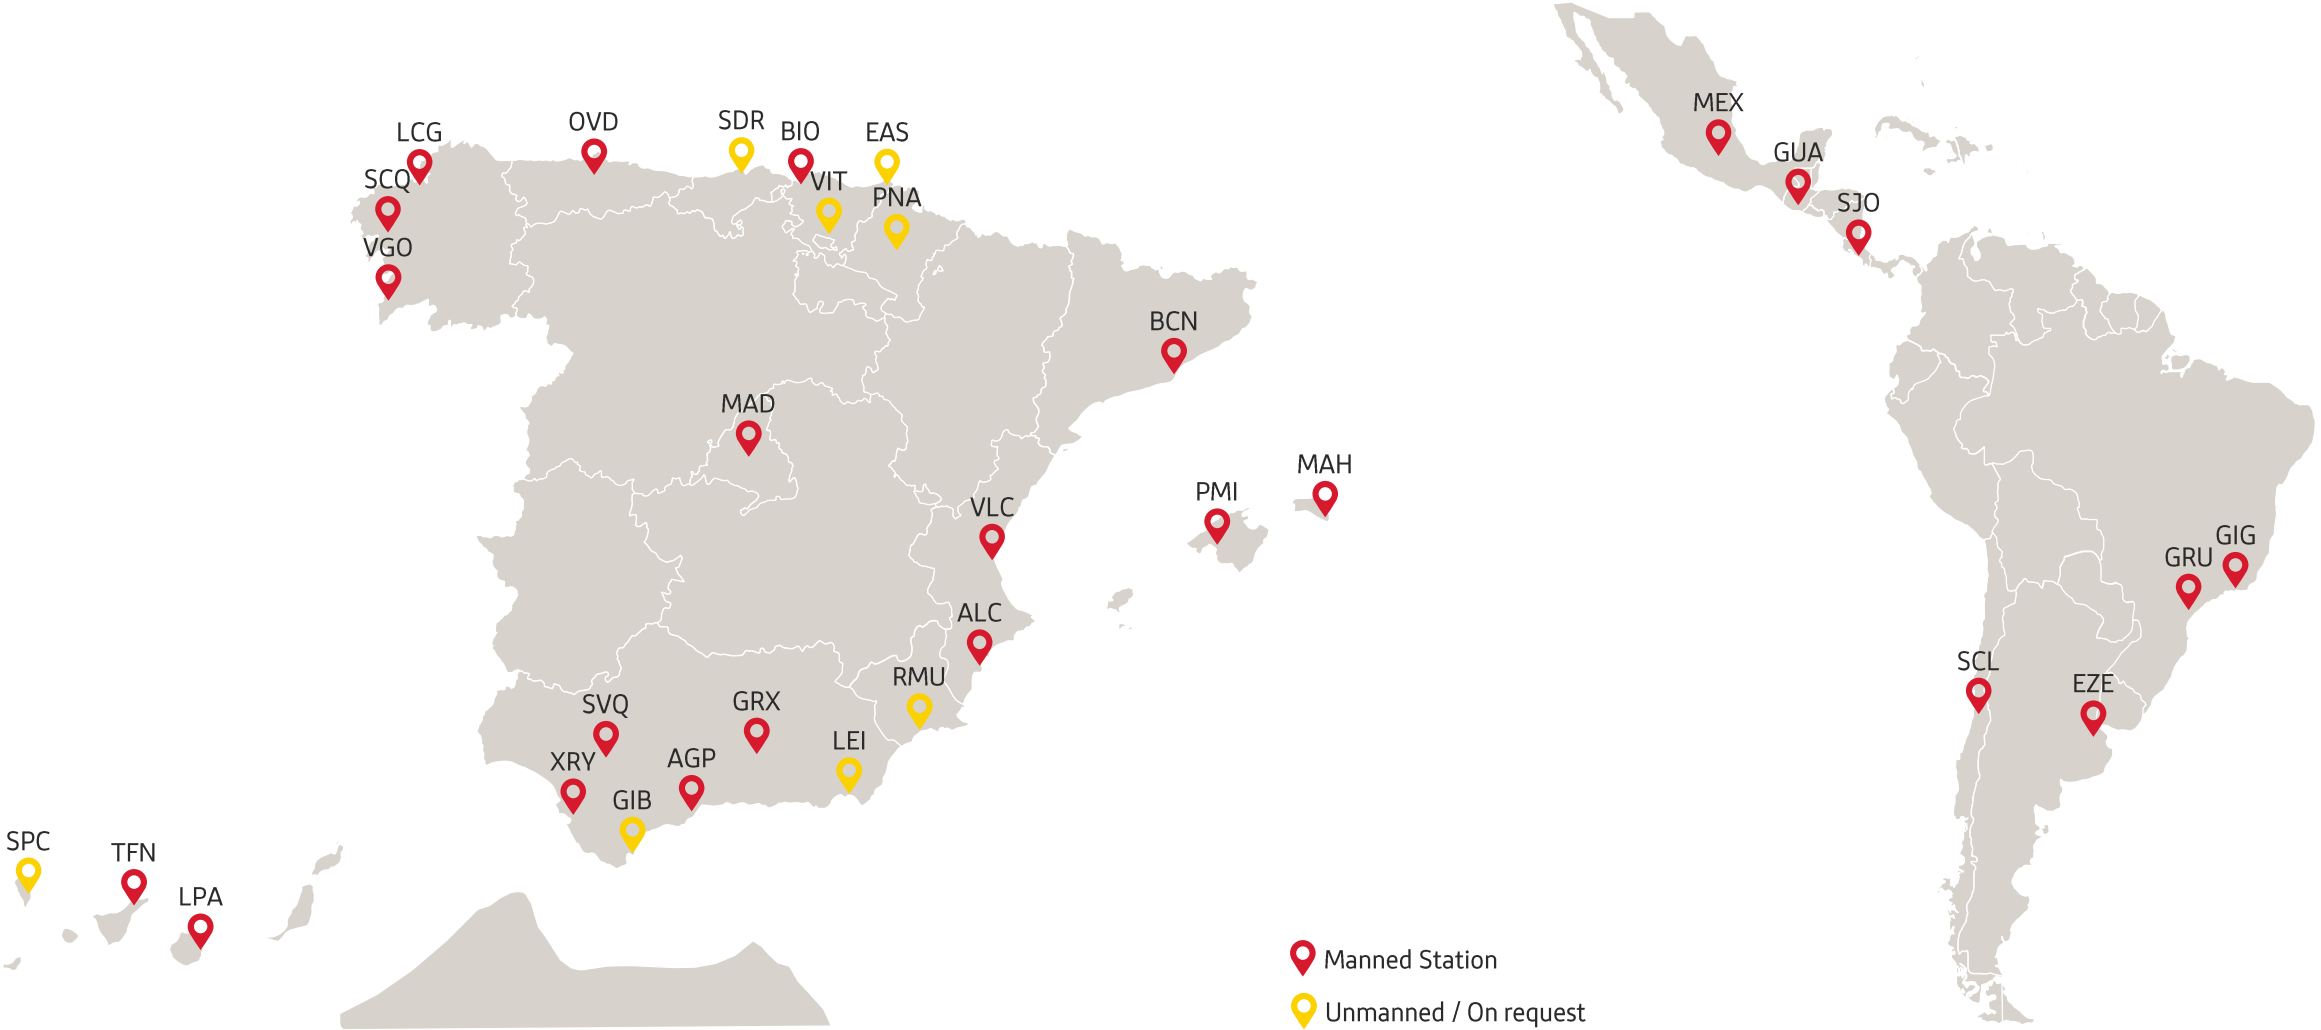 LCG
OVD
SDR
BIO
EAS
SCQ
VIT
PNA
VGO
BCN
MAD
MAH
PMI
VLC
ALC
RMU
SVQ
GRX
LEI
XRY
AGP
GIB
SPC
TFN
LPA
MEX
GUA
SJO
GIG
GRU
SCL
EZE
Manned Station
Unmanned / On request